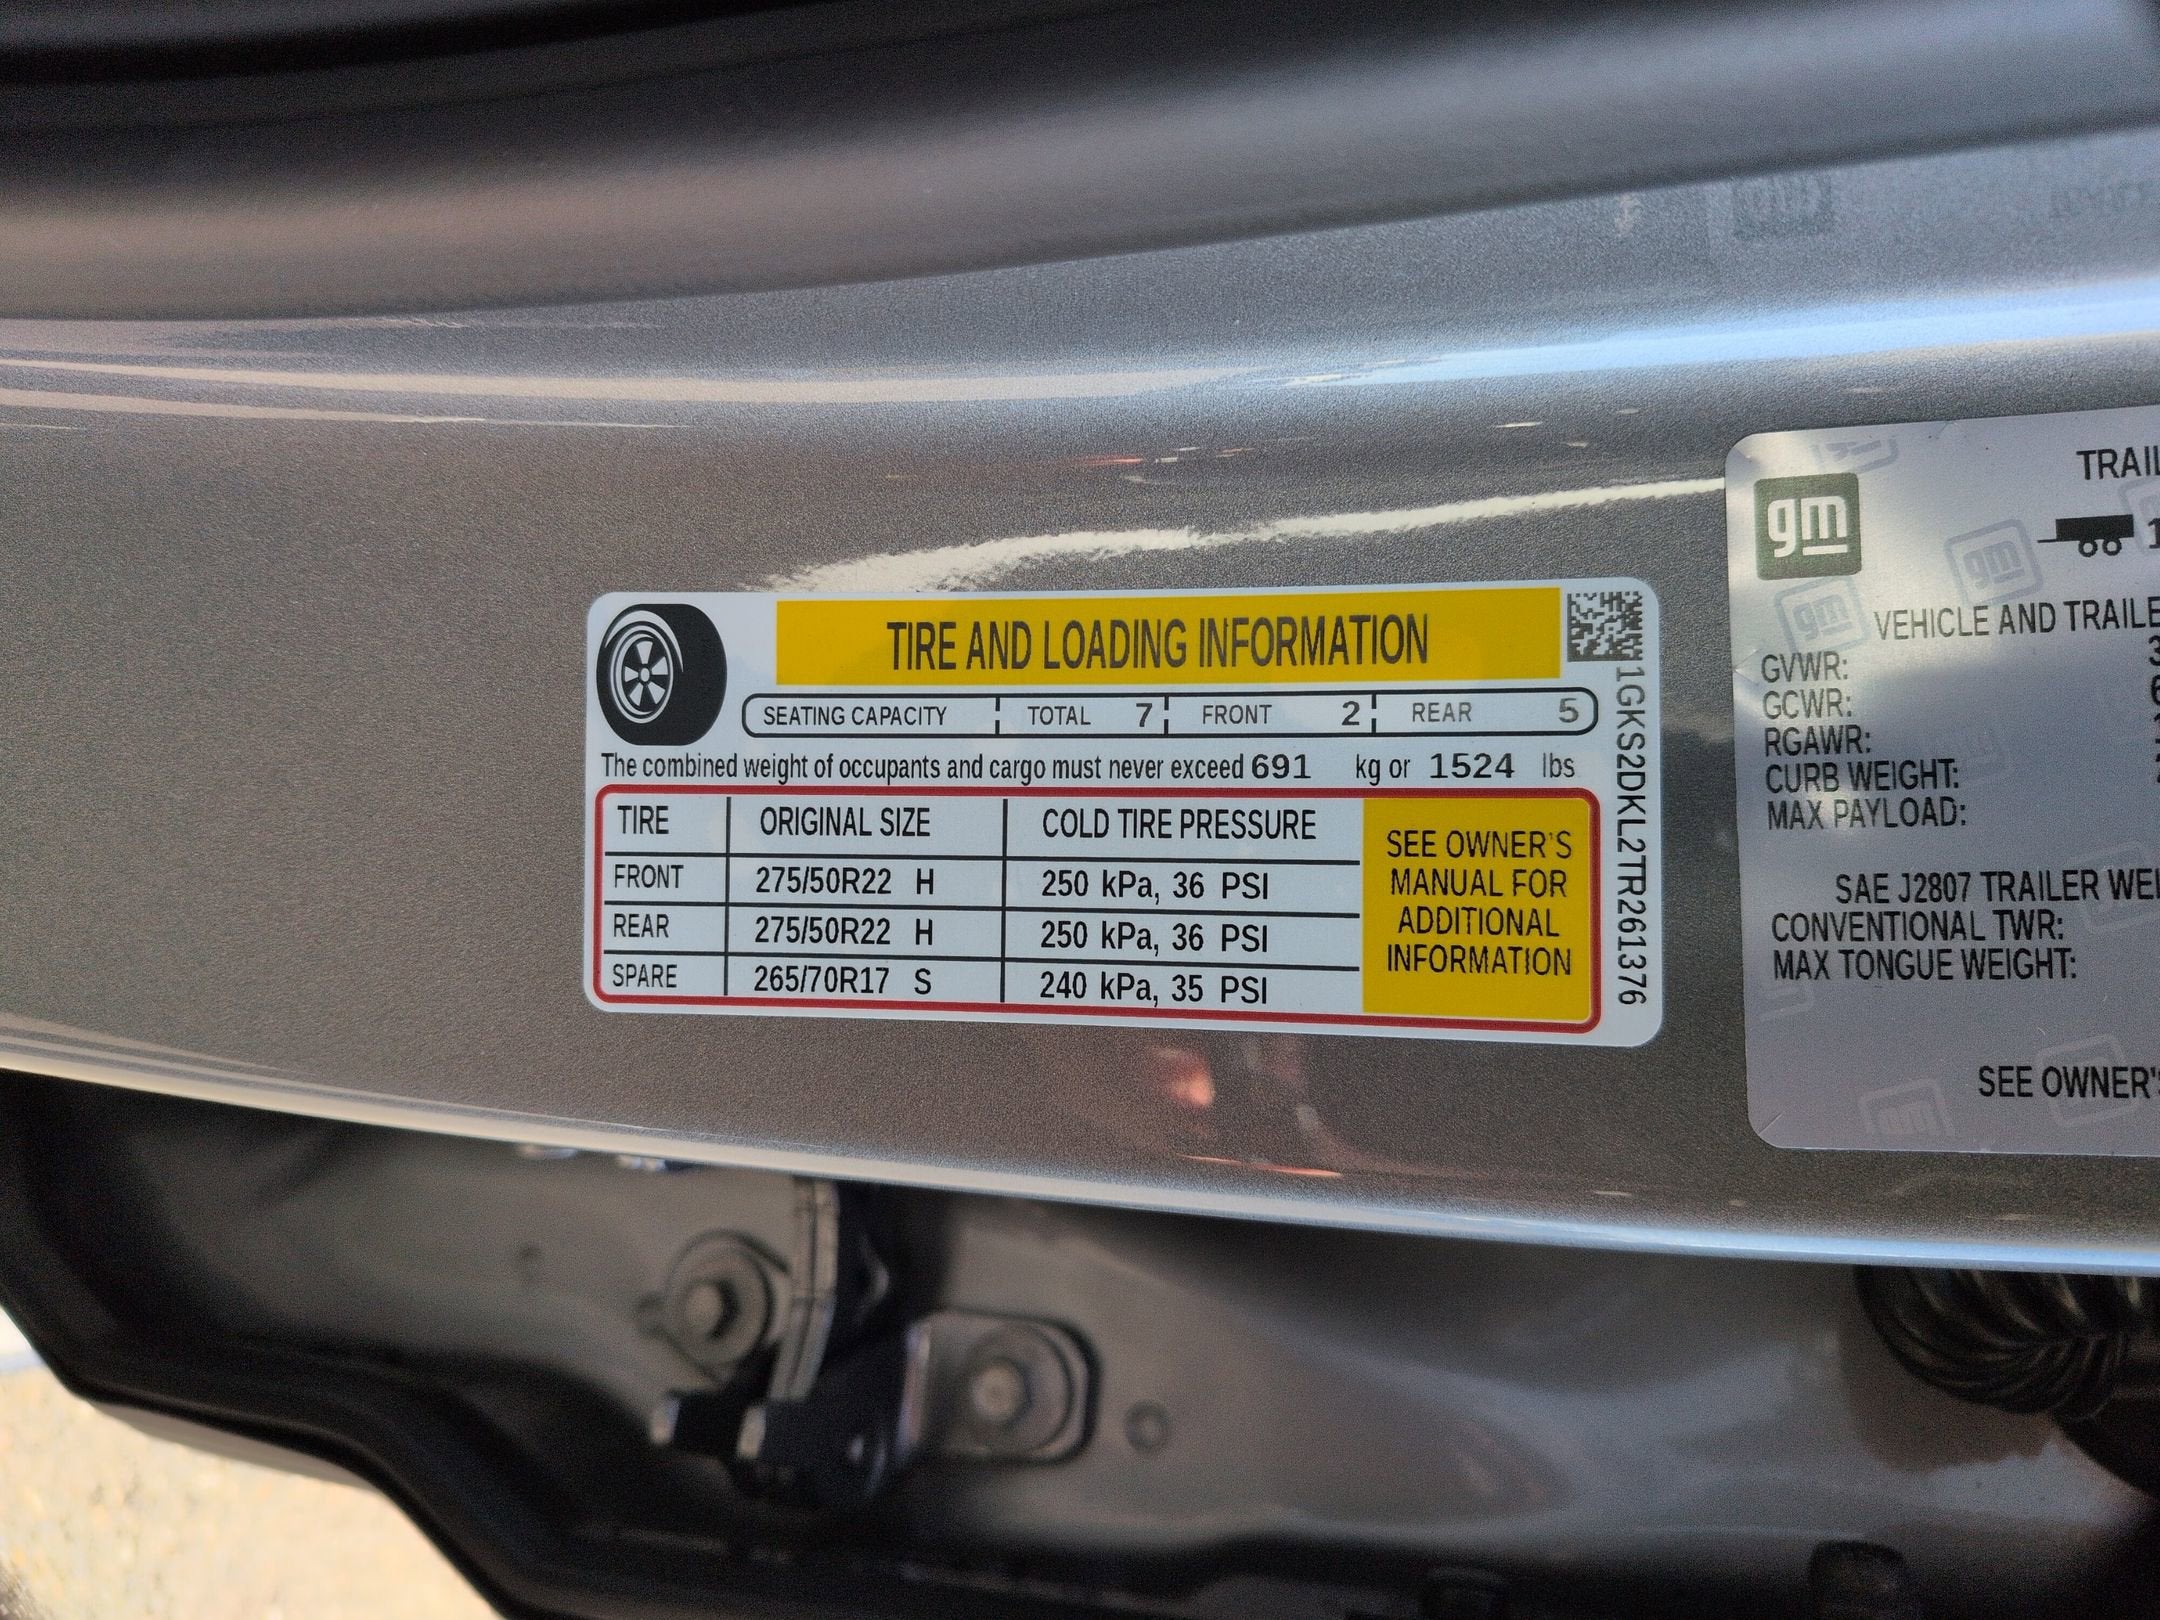 TIRE AND LOADING INFORMATION
SEATING CAPACITY TOTAL 7 FRONT 2 REAR 5
The combined weight of occupants and cargo must never exceed 691 kg or 1524 lbs
TIRE ORIGINAL SIZE COLD TIRE PRESSURE
FRONT 275/50R22 H 250 kPa, 36 PSI
REAR 275/50R22 H 250 kPa, 36 PSI
SPARE 265/70R17 S 240 kPa, 35 PSI
SEE OWNER'S
MANUAL FOR
ADDITIONAL
INFORMATION
1GKS2DKL2TR261376
gm
TRAIL
1
VEHICLE AND TRAILE
GVWR:
GCWR:
RGAWR:
CURB WEIGHT:
MAX PAYLOAD:
SAE J2807 TRAILER WEI
CONVENTIONAL TWR:
MAX TONGUE WEIGHT:
SEE OWNER'S